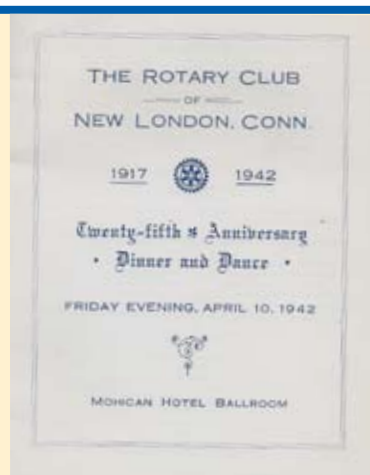 THE ROTARY CLUB
OF
NEW LONDON, CONN.
1917 1942
Twenty-fifth Anniversary
• Dinner and Dance •
FRIDAY EVENING, APRIL 10, 1942
MOHICAN HOTEL BALLROOM